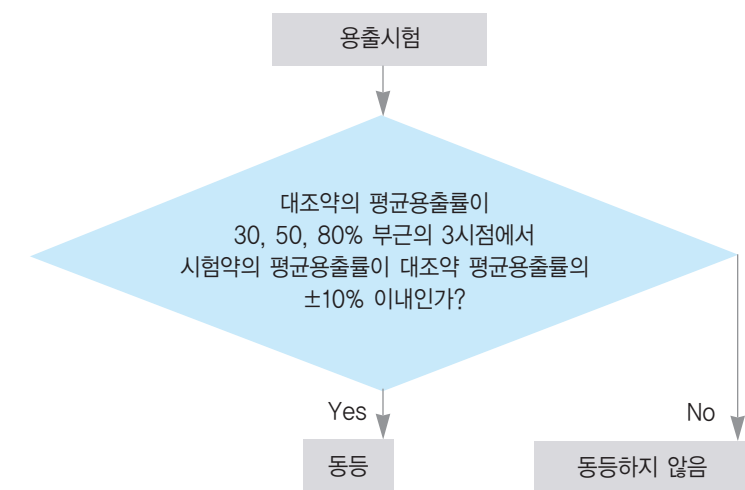 용출시험
대조약의 평균용출률이
30, 50, 80% 부근의 3시점에서
시험약의 평균용출률이 대조약 평균용출률의
±10% 이내인가?
Yes
No
동등
동등하지 않음